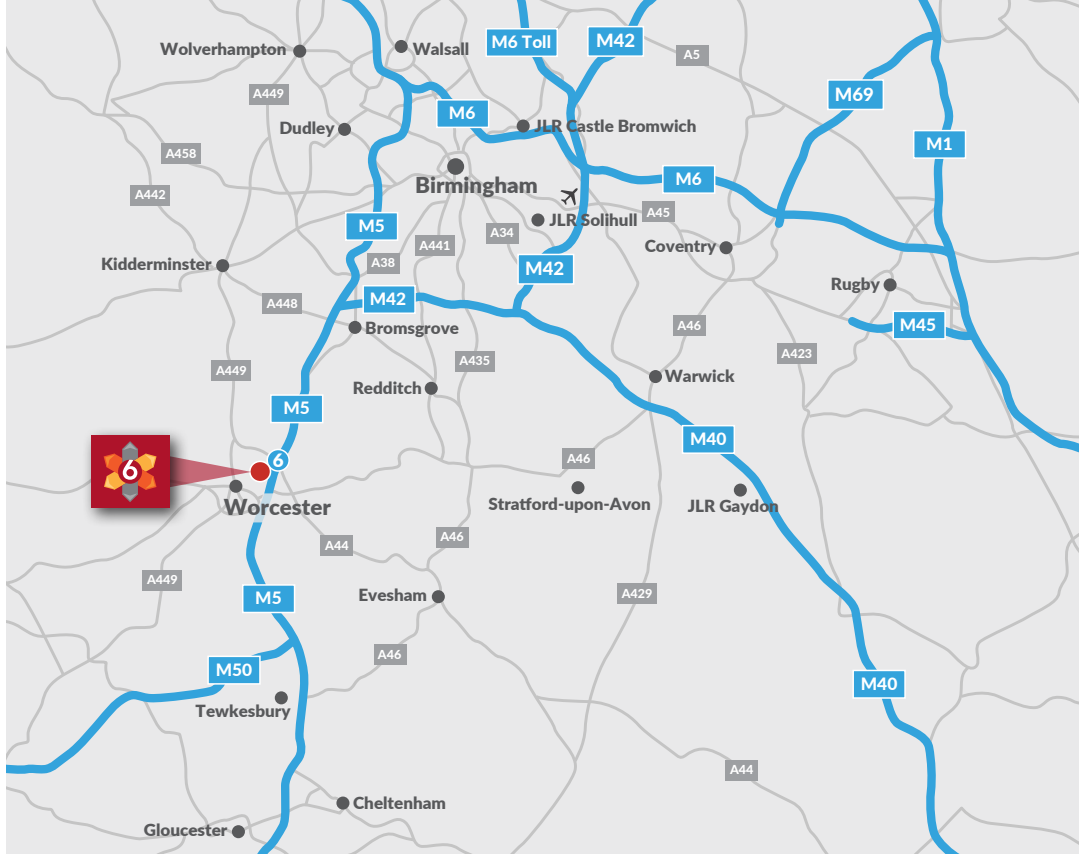 Wolverhampton
Walsall
M6 Toll
M42
A5
A449
M69
M6
Dudley
JLR Castle Bromwich
M1
A458
Birmingham
M6
A442
A45
JLR Solihull
M5
A34
A441
Coventry
Kidderminster
A38
M42
Rugby
A448
M42
A46
M45
Bromsgrove
A423
A449
A435
Warwick
Redditch
M5
M40
6
6
A46
Worcester
Stratford-upon-Avon
JLR Gaydon
A44
A46
A449
M5
Evesham
A429
A46
M50
M40
Tewkesbury
A44
Cheltenham
Gloucester